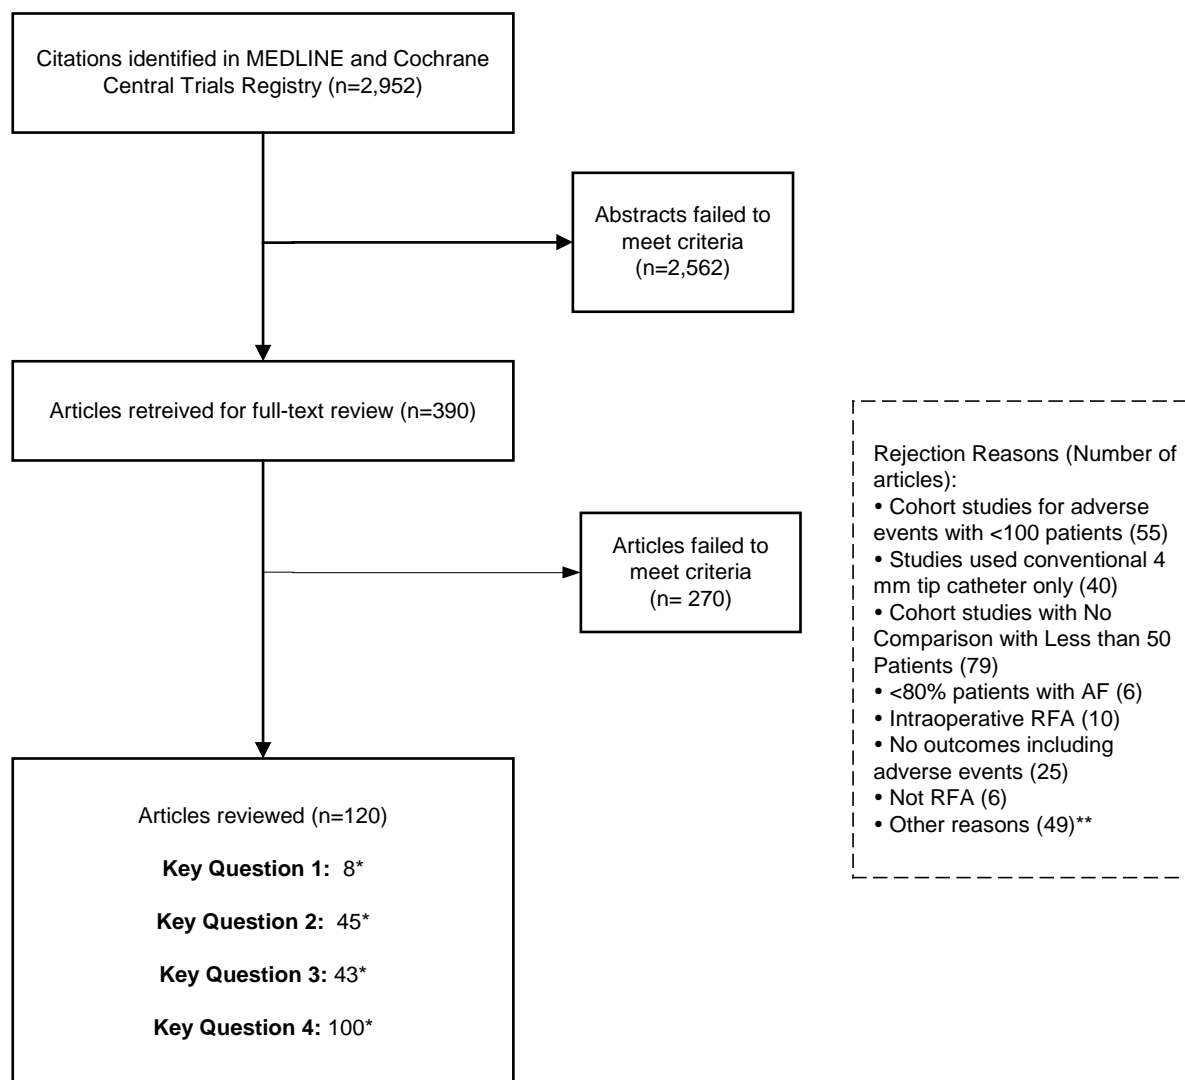 Citations identified in MEDLINE and Cochrane
Central Trials Registry (n=2,952)
Abstracts failed to
meet criteria
(n=2,562)
Articles retreived for full-text review (n=390)
Articles failed to
meet criteria
(n= 270)
Rejection Reasons (Number of
articles):
• Cohort studies for adverse
events with <100 patients (55)
• Studies used conventional 4
mm tip catheter only (40)
• Cohort studies with No
Comparison with Less than 50
Patients (79)
• <80% patients with AF (6)
• Intraoperative RFA (10)
• No outcomes including
adverse events (25)
• Not RFA (6)
• Other reasons (49)**
Articles reviewed (n=120)
Key Question 1: 8*
Key Question 2: 45*
Key Question 3: 43*
Key Question 4: 100*